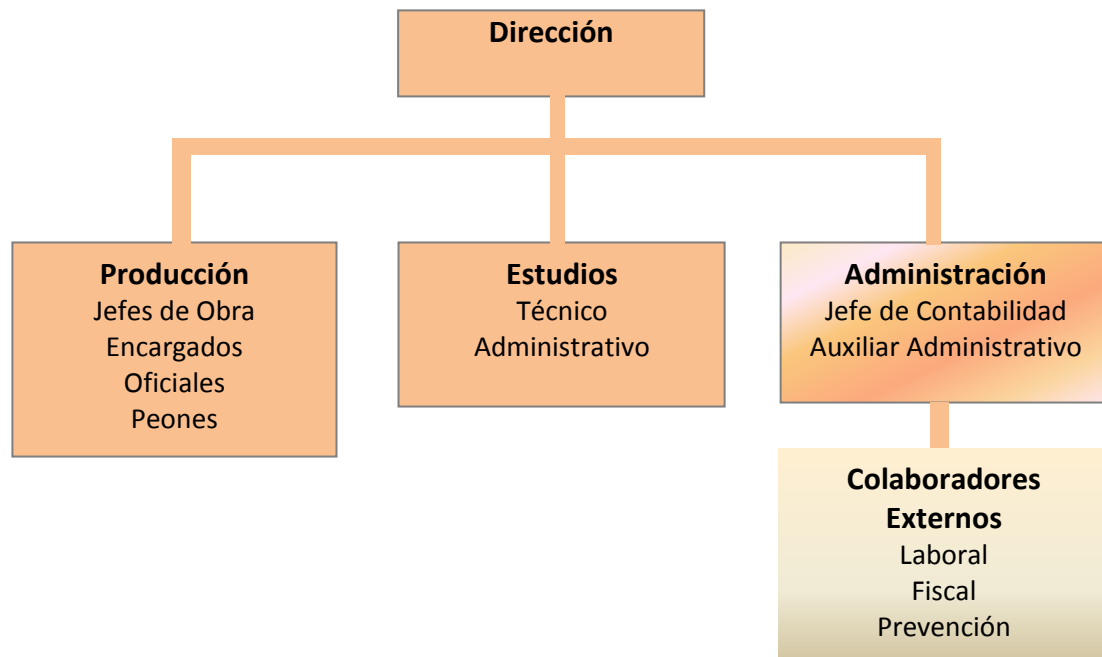 Dirección
Producción
Jefes de Obra
Encargados
Oficiales
Peones
Estudios
Técnico
Administrativo
Administración
Jefe de Contabilidad
Auxiliar Administrativo
Colaboradores
Externos
Laboral
Fiscal
Prevención